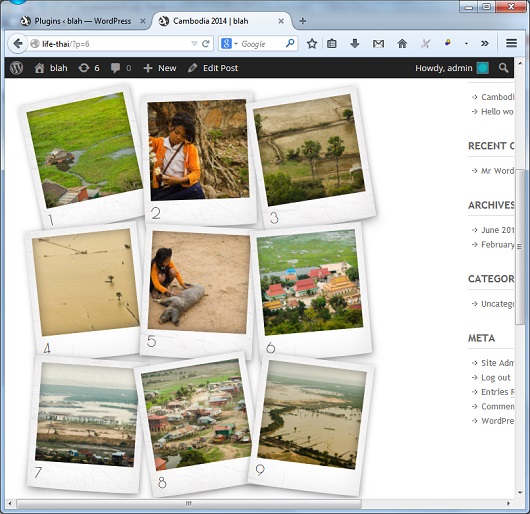 Plugins ‹ blah — WordPress
Cambodia 2014 | blah
life-thai/?p=6
Google
blah
6
0
New
Edit Post
Howdy, admin
Cambodi
Hello wo
RECENT C
Mr Word
ARCHIVES
June 201
February
CATEGOR
Uncatego
META
Site Adm
Log out
Entries R
Commen
WordPre
1
2
3
4
5
6
7
8
9